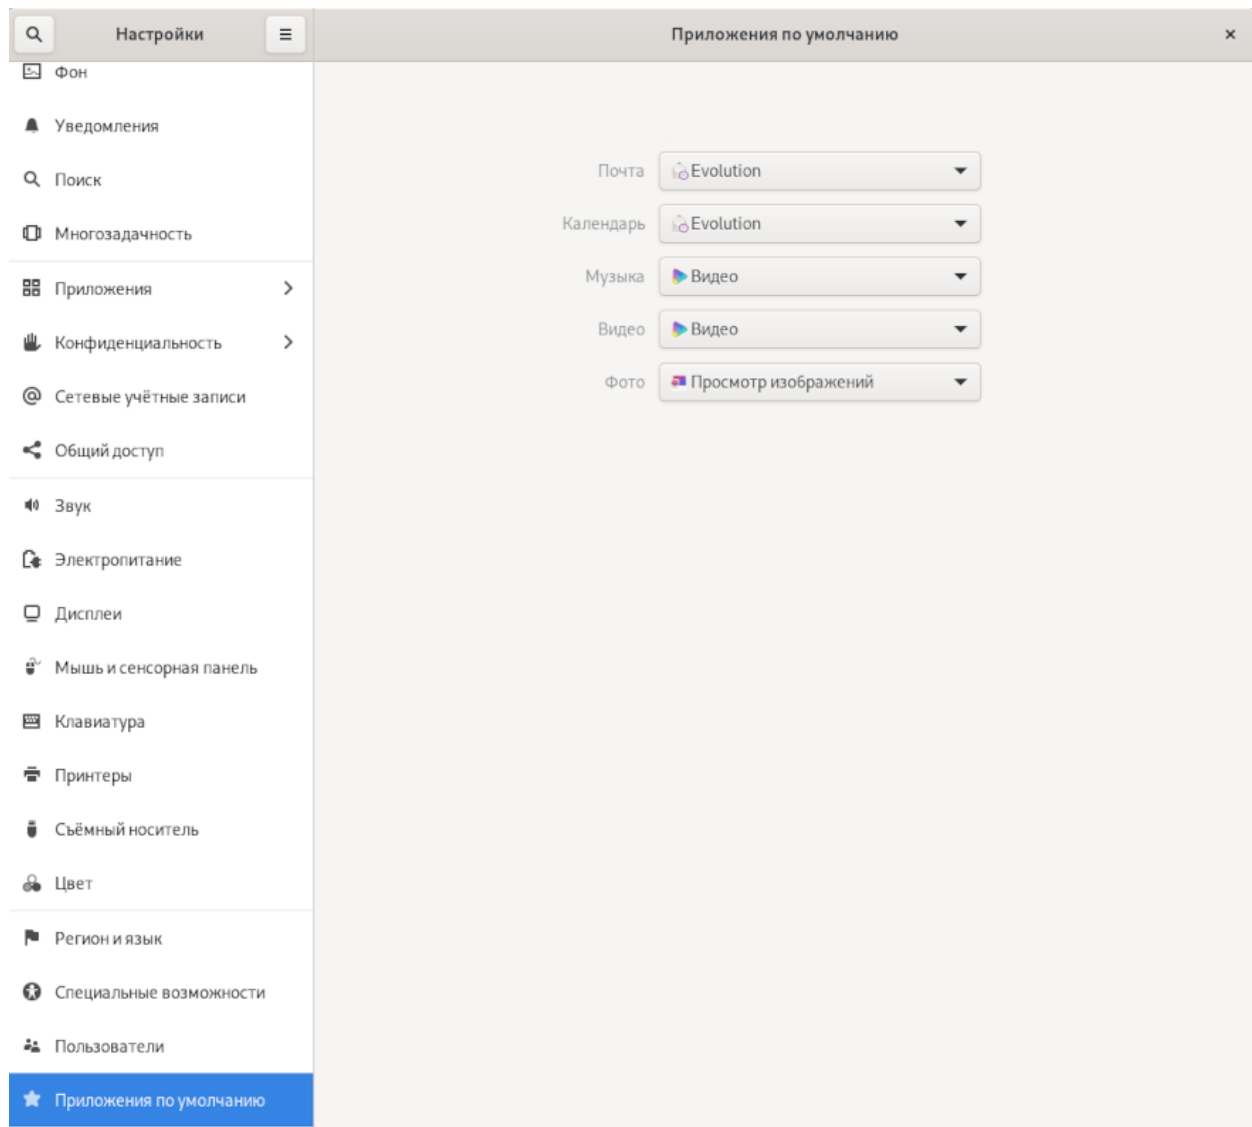 Настройки
Приложения по умолчанию
Фон
Уведомления
Поиск
Многозадачность
Приложения
Конфиденциальность
Сетевые учётные записи
Общий доступ
Звук
Электропитание
Дисплеи
Мышь и сенсорная панель
Клавиатура
Принтеры
Съёмный носитель
Цвет
Регион и язык
Специальные возможности
Пользователи
Приложения по умолчанию
Почта Evolution
Календарь Evolution
Музыка Видео
Видео Видео
Фото Просмотр изображений